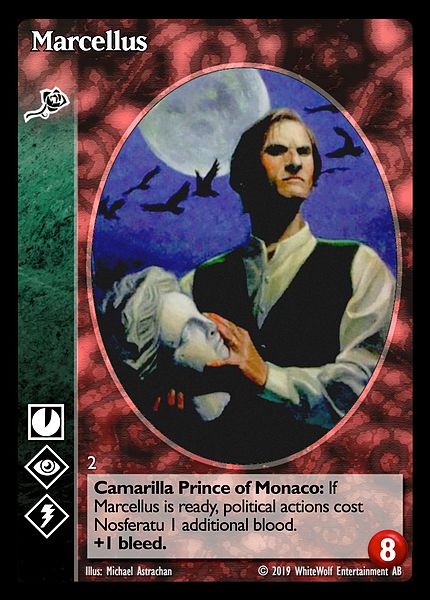 Marcellus
2
Camarilla Prince of Monaco: If
Marcellus is ready, political actions cost
Nosferatu 1 additional blood.
+1 bleed.
8
Illus: Michael Astrachan
© 2019 WhiteWolf Entertainment AB